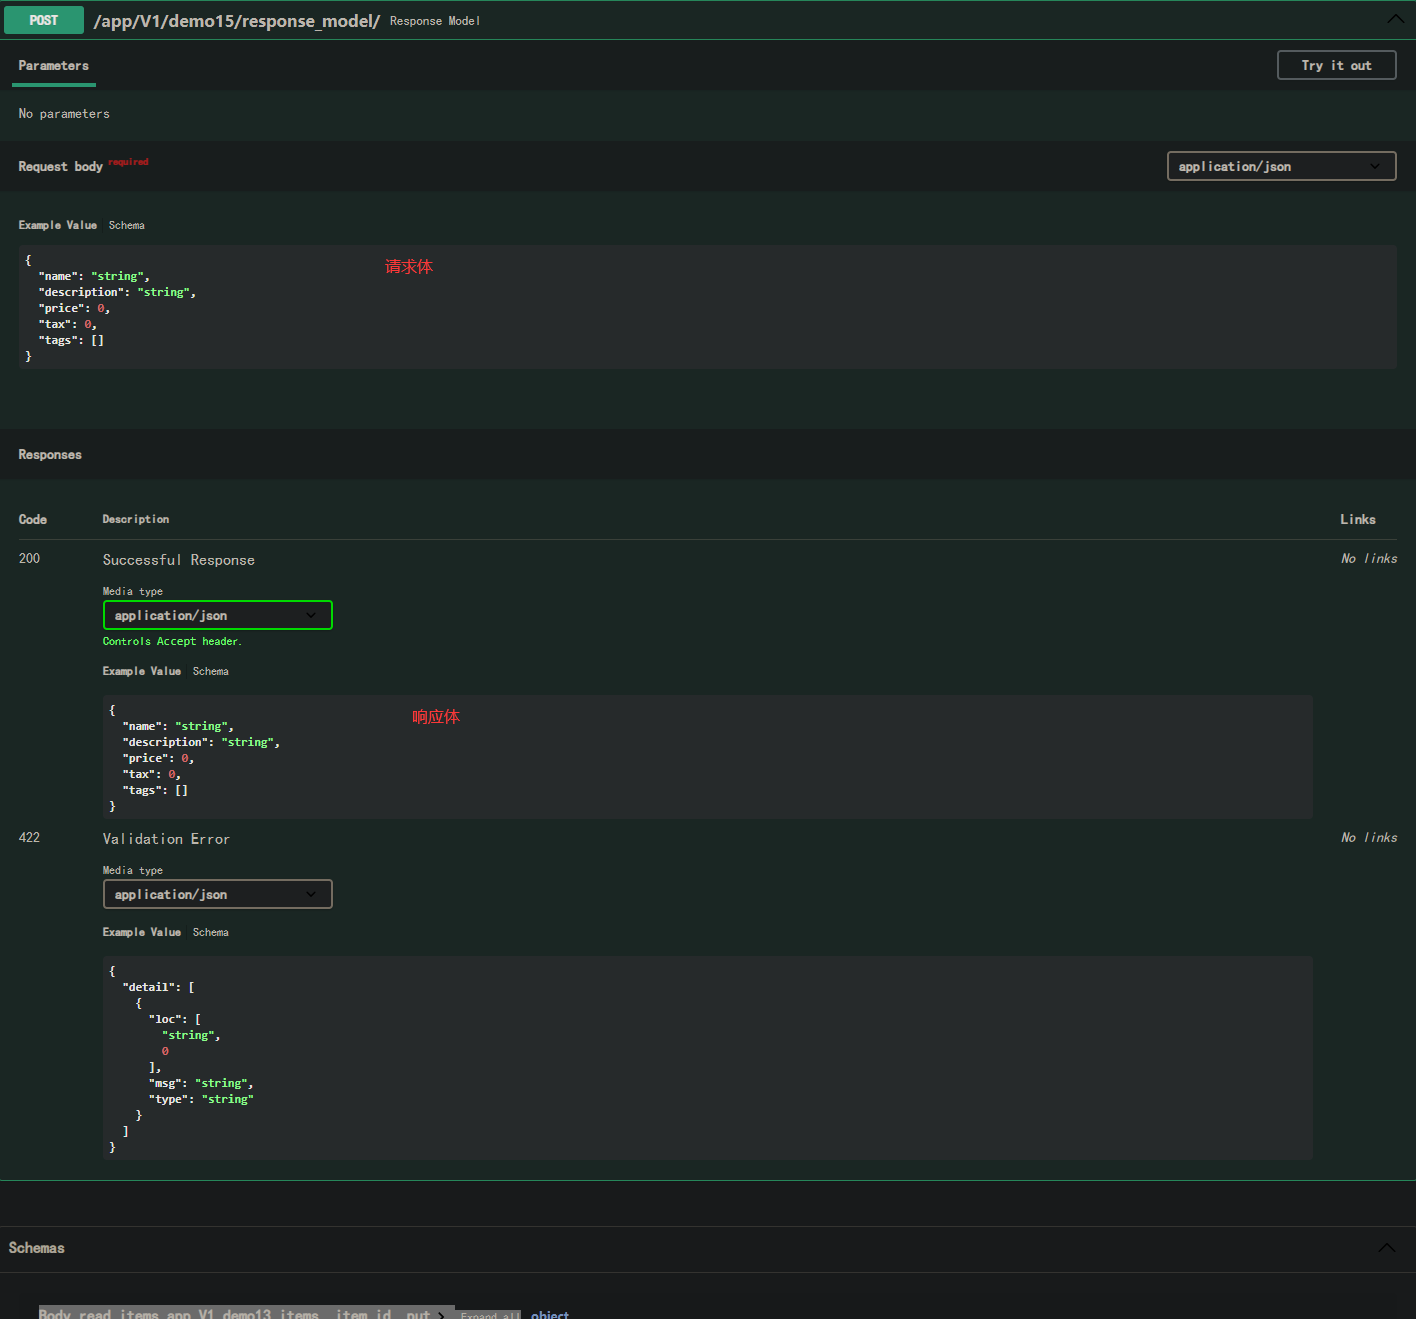 POST /app/V1/demo15/response_model/ Response Model
Parameters
Try it out
No parameters
Request body required
application/json
Example Value Schema
{
"name": "string",
"description": "string",
"price": 0,
"tax": 0,
"tags": []
}
请求体
Responses
Code Description Links
200 Successful Response No links
Media type
application/json
Controls Accept header.
Example Value Schema
{
"name": "string",
"description": "string",
"price": 0,
"tax": 0,
"tags": []
}
响应体
422 Validation Error No links
Media type
application/json
Example Value Schema
{
"detail": [
{
"loc": [
"string",
0
],
"msg": "string",
"type": "string"
}
]
}
Schemas
Body_read_items_app_V1_demo13_items__item_id__put Expand all object